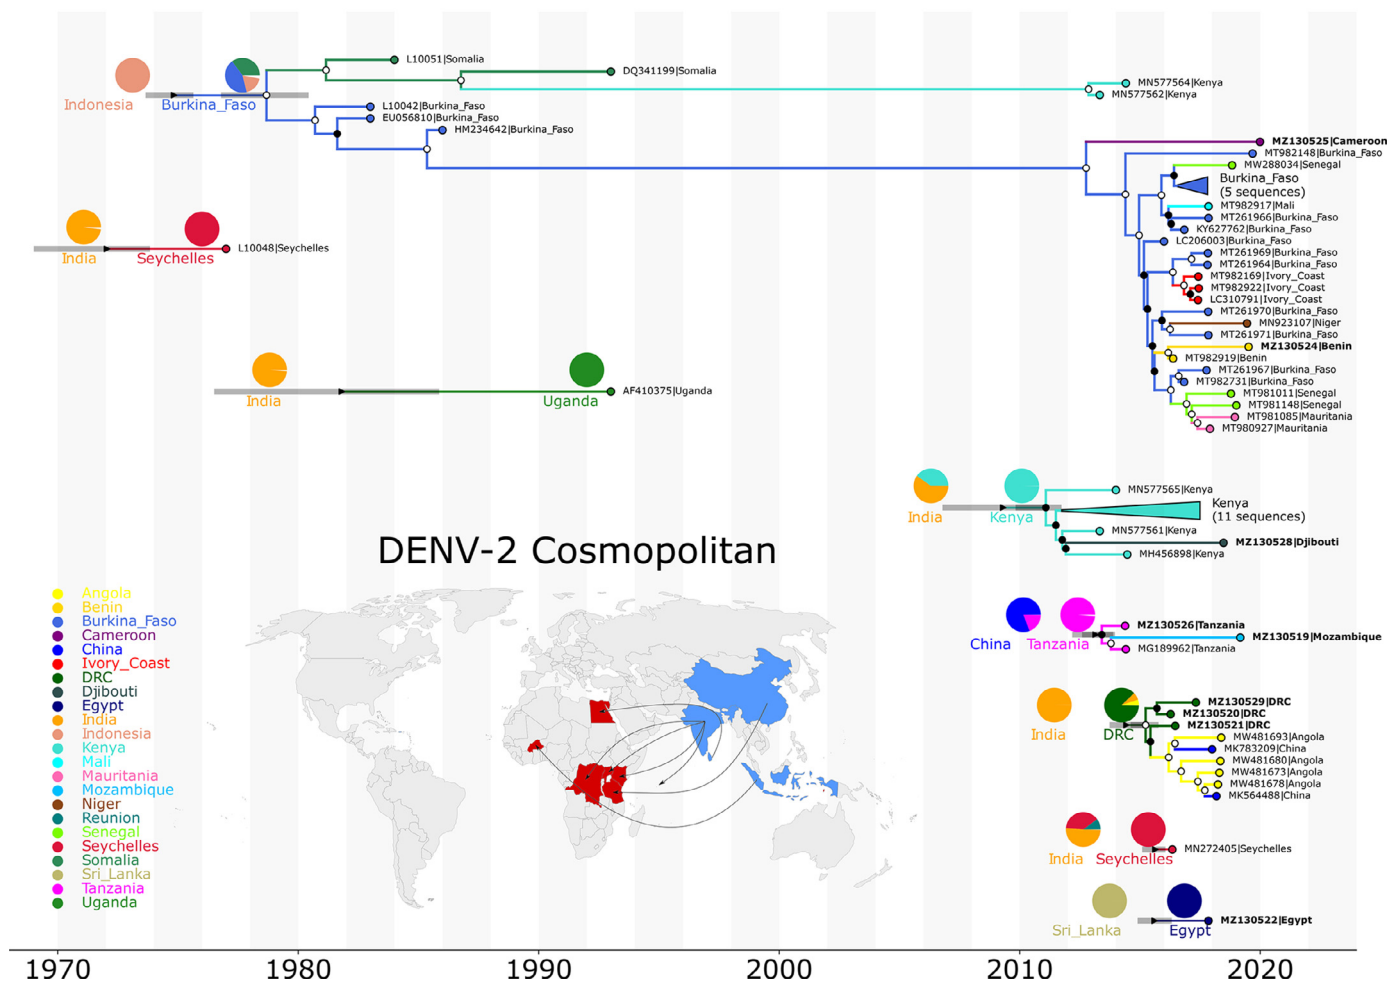 L10051|Somalia
DQ341199|Somalia
MN577564|Kenya
MN577562|Kenya
Indonesia
Burkina_Faso
L10042|Burkina_Faso
EU056810|Burkina_Faso
HM234642|Burkina_Faso
MZ130525|Cameroon
MT982148|Burkina_Faso
MW288034|Senegal
Burkina_Faso
(5 sequences)
MT982917|Mali
MT261966|Burkina_Faso
KY627762|Burkina_Faso
LC206003|Burkina_Faso
MT261969|Burkina_Faso
MT261964|Burkina_Faso
MT982169|Ivory_Coast
MT982922|Ivory_Coast
LC310791|Ivory_Coast
MT261970|Burkina_Faso
MN923107|Niger
MT261971|Burkina_Faso
MZ130524|Benin
MT982919|Benin
MT261967|Burkina_Faso
MT982731|Burkina_Faso
MT981011|Senegal
MT981148|Senegal
MT981085|Mauritania
MT980927|Mauritania
India
Seychelles
L10048|Seychelles
India
Uganda
AF410375|Uganda
India
Kenya
MN577565|Kenya
Kenya
(11 sequences)
MN577561|Kenya
MZ130528|Djibouti
MH456898|Kenya
DENV-2 Cosmopolitan
China
Tanzania
MZ130526|Tanzania
MZ130519|Mozambique
MG189962|Tanzania
India
DRC
MZ130529|DRC
MZ130520|DRC
MZ130521|DRC
MW481693|Angola
MK783209|China
MW481680|Angola
MW481673|Angola
MW481678|Angola
MK564488|China
India
Seychelles
MN272405|Seychelles
Sri_Lanka
Egypt
MZ130522|Egypt
Angola
Benin
Burkina_Faso
Cameroon
China
Ivory_Coast
DRC
Djibouti
Egypt
India
Indonesia
Kenya
Mali
Mauritania
Mozambique
Niger
Reunion
Senegal
Seychelles
Somalia
Sri_Lanka
Tanzania
Uganda
1970
1980
1990
2000
2010
2020